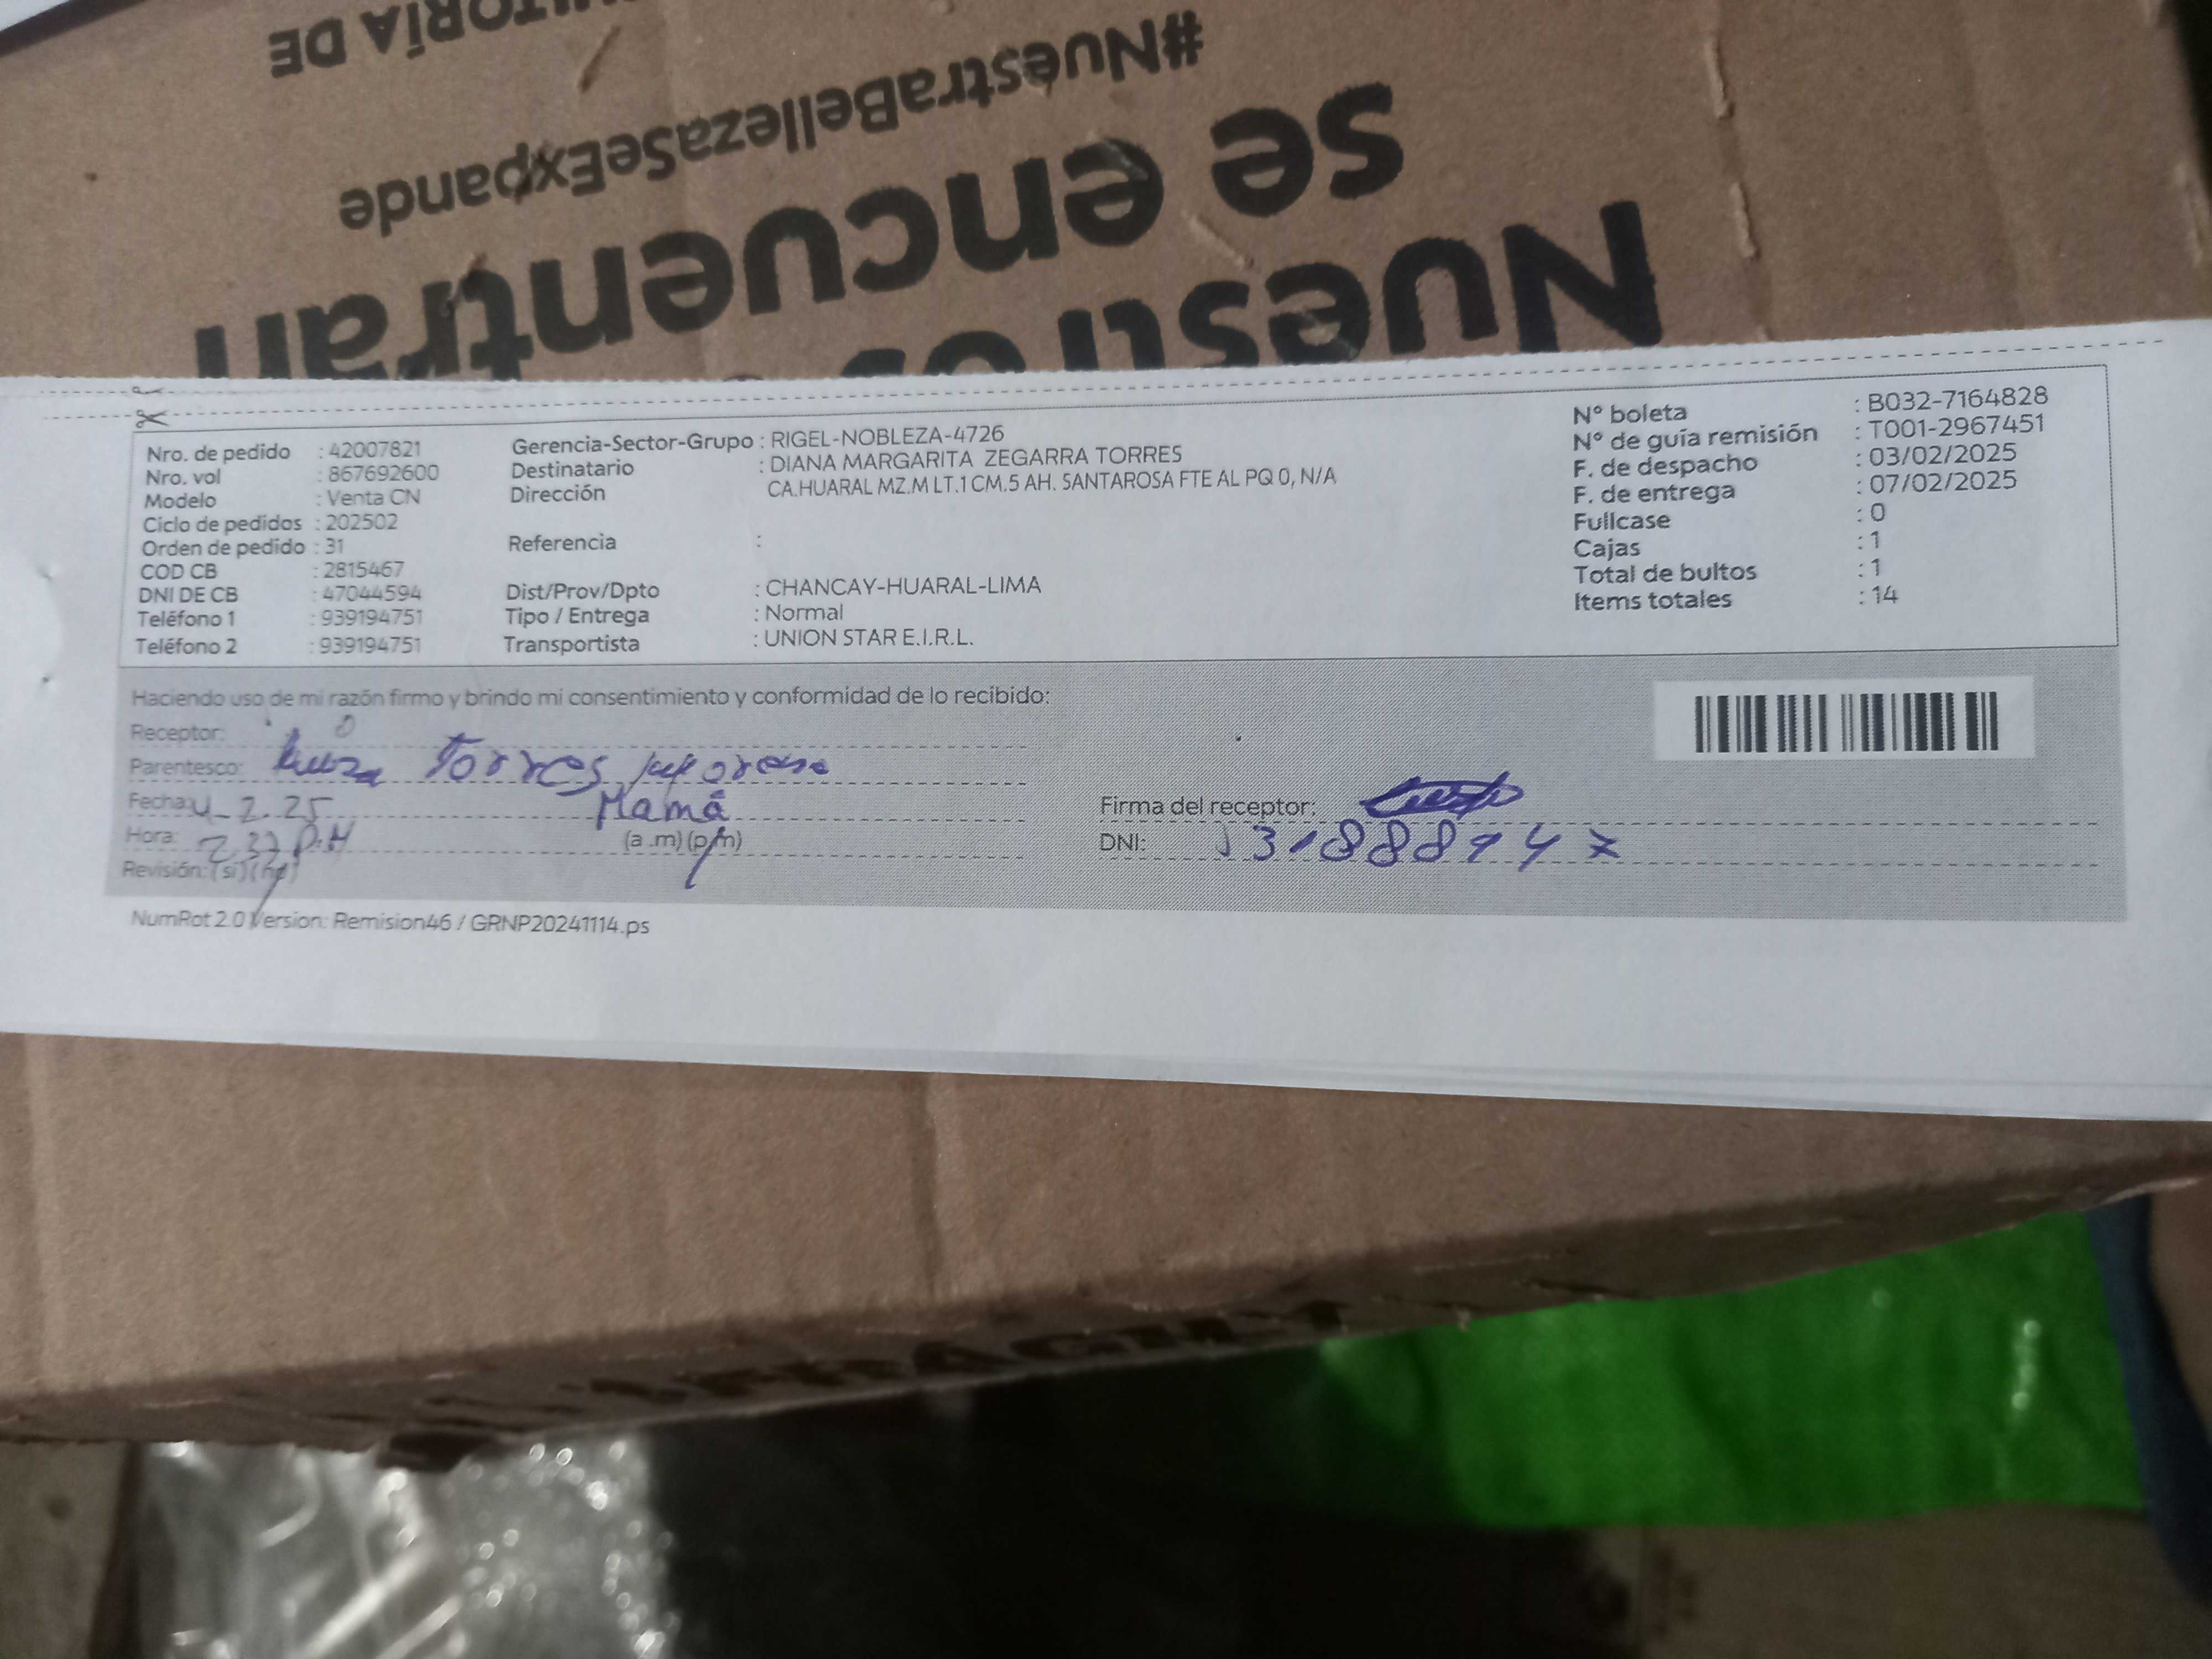 #NuestraBellezaSeExpande
se encuentran
Nro. de pedido : 42007821
Nro. vol : 867692600
Modelo : Venta CN
Ciclo de pedidos : 202502
Orden de pedido : 31
COD CB : 2815467
DNI DE CB : 47044594
Teléfono 1 : 939194751
Teléfono 2 : 939194751
Gerencia-Sector-Grupo : RIGEL-NOBLEZA-4726
Destinatario : DIANA MARGARITA ZEGARRA TORRES
Dirección CA.HUARAL MZ.M LT.1 CM.5 AH. SANTAROSA FTE AL PQ 0, N/A
Referencia :
Dist/Prov/Dpto : CHANCAY-HUARAL-LIMA
Tipo / Entrega : Normal
Transportista : UNION STAR E.I.R.L.
N° boleta : B032-7164828
N° de guía remisión : T001-2967451
F. de despacho : 03/02/2025
F. de entrega : 07/02/2025
Fullcase : 0
Cajas : 1
Total de bultos : 1
Items totales : 14
Haciendo uso de mi razón firmo y brindo mi consentimiento y conformidad de lo recibido:
Receptor:
Parentesco: Torres
Mamá
Fecha: 4-2.25
Hora: 2 37 P.M (a .m) (p.m)
Revisión: (si) (no)
Firma del receptor:
DNI:
NumRot 2.0 Version: Remision46 / GRNP20241114.ps